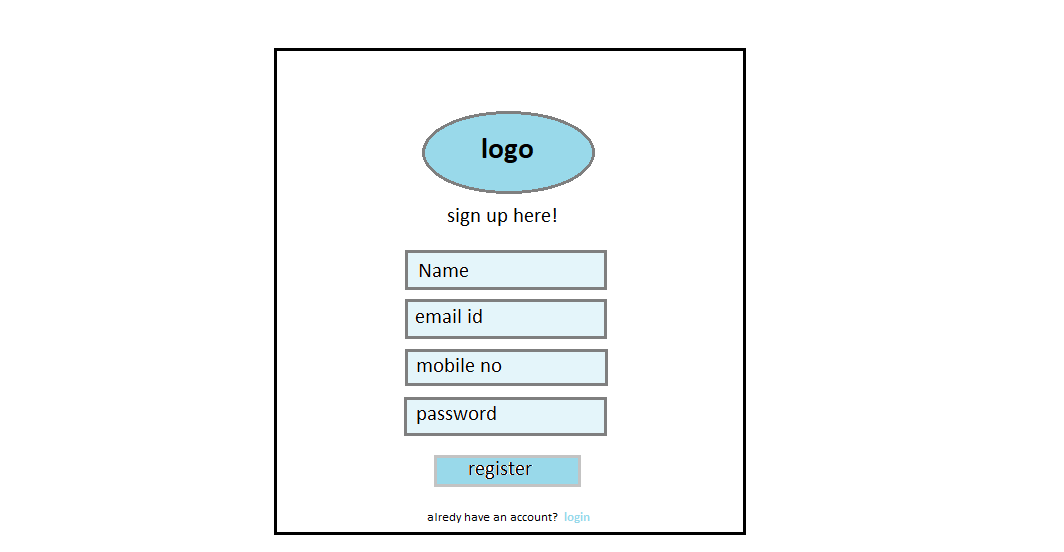 logo
sign up here!
Name
email id
mobile no
password
register
alredy have an account? login